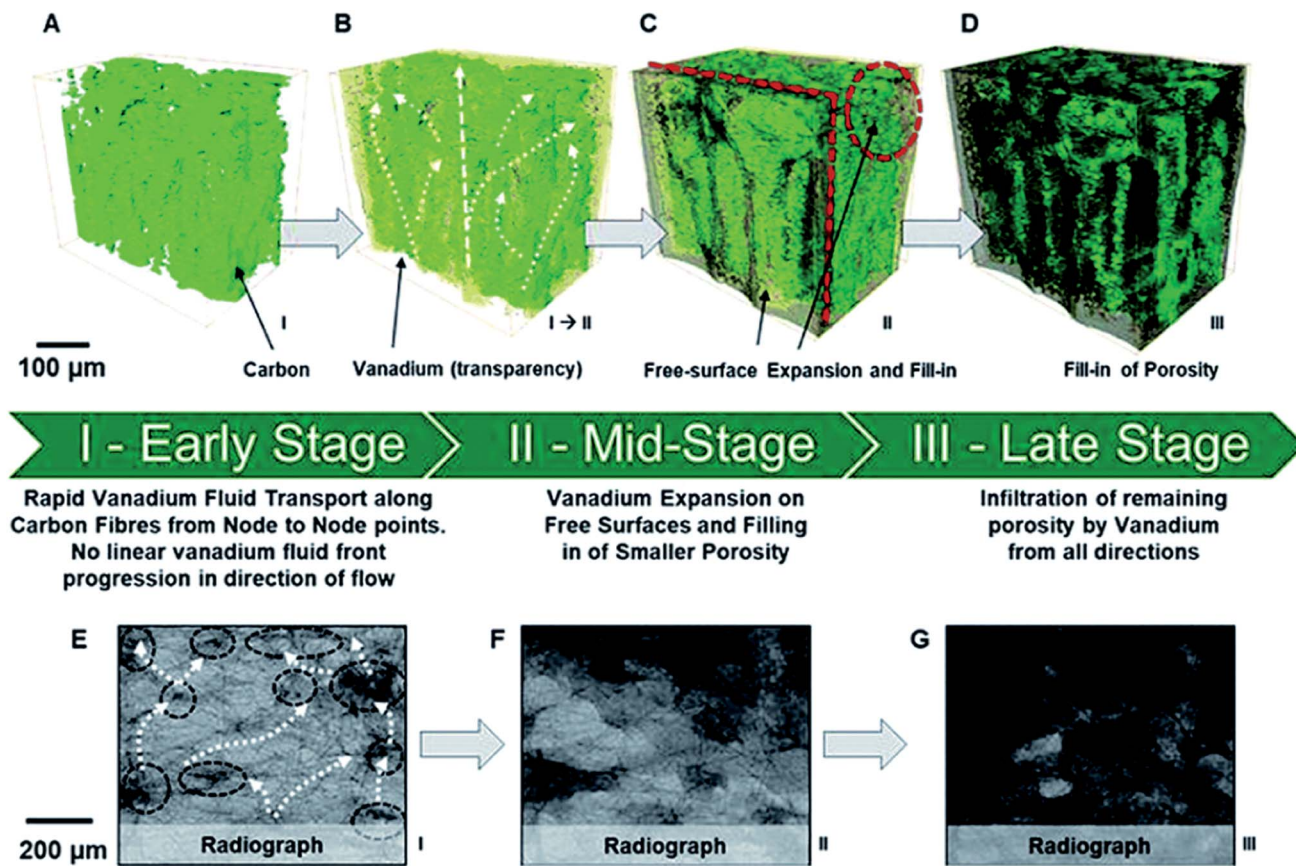 A
B
C
D
I
I → II
II
III
100 µm
Carbon
Vanadium (transparency)
Free-surface Expansion and Fill-in
Fill-in of Porosity
I - Early Stage
II - Mid-Stage
III - Late Stage
Rapid Vanadium Fluid Transport along
Carbon Fibres from Node to Node points.
No linear vanadium fluid front
progression in direction of flow
Vanadium Expansion on
Free Surfaces and Filling
in of Smaller Porosity
Infiltration of remaining
porosity by Vanadium
from all directions
E
F
G
200 µm
Radiograph
I
Radiograph
II
Radiograph
III